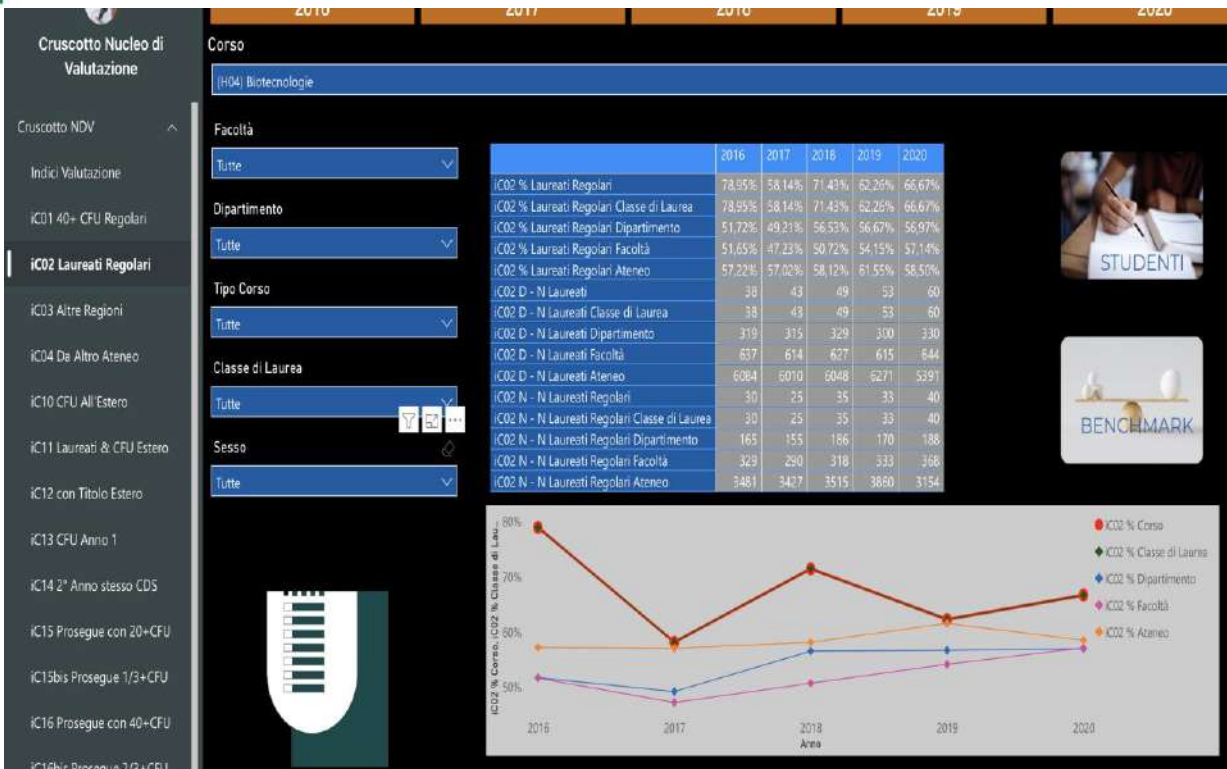 2016 2017 2018 2019 2020
Cruscotto Nucleo di
Valutazione
Cruscotto NDV
Indici Valutazione
iC01 40+ CFU Regolari
iC02 Laureati Regolari
iC03 Altre Regioni
iC04 Da Altro Ateneo
iC10 CFU All'Estero
iC11 Laureati & CFU Estero
iC12 con Titolo Estero
iC13 CFU Anno 1
iC14 2° Anno stesso CDS
iC15 Prosegue con 20+CFU
iC15bis Prosegue 1/3+CFU
iC16 Prosegue con 40+CFU
iC16bis Prosegue 2/3+CFU
Corso
(H04) Biotecnologie
Facoltà
Tutte
Dipartimento
Tutte
Tipo Corso
Tutte
Classe di Laurea
Tutte
Sesso
Tutte
2016 2017 2018 2019 2020
iC02 % Laureati Regolari 78,95% 58,14% 71,43% 62,26% 66,67%
iC02 % Laureati Regolari Classe di Laurea 78,95% 58,14% 71,43% 62,26% 66,67%
iC02 % Laureati Regolari Dipartimento 51,72% 49,21% 56,53% 56,67% 56,97%
iC02 % Laureati Regolari Facoltà 51,65% 47,23% 50,72% 54,15% 57,14%
iC02 % Laureati Regolari Ateneo 57,22% 57,02% 58,12% 61,55% 58,50%
iC02 D - N Laureati 38 43 49 53 60
iC02 D - N Laureati Classe di Laurea 38 43 49 53 60
iC02 D - N Laureati Dipartimento 319 315 329 300 330
iC02 D - N Laureati Facoltà 637 614 627 615 644
iC02 D - N Laureati Ateneo 6084 6010 6048 6271 5391
iC02 N - N Laureati Regolari 30 25 35 33 40
iC02 N - N Laureati Regolari Classe di Laurea 30 25 35 33 40
iC02 N - N Laureati Regolari Dipartimento 165 155 186 170 188
iC02 N - N Laureati Regolari Facoltà 329 290 318 333 368
iC02 N - N Laureati Regolari Ateneo 3481 3427 3515 3860 3154
STUDENTI
BENCHMARK
iC02 % Corso, iC02 % Classe di Lau...
80%
70%
60%
50%
2016 2017 2018 2019 2020
Anno
iC02 % Corso
iC02 % Classe di Laurea
iC02 % Dipartimento
iC02 % Facoltà
iC02 % Ateneo